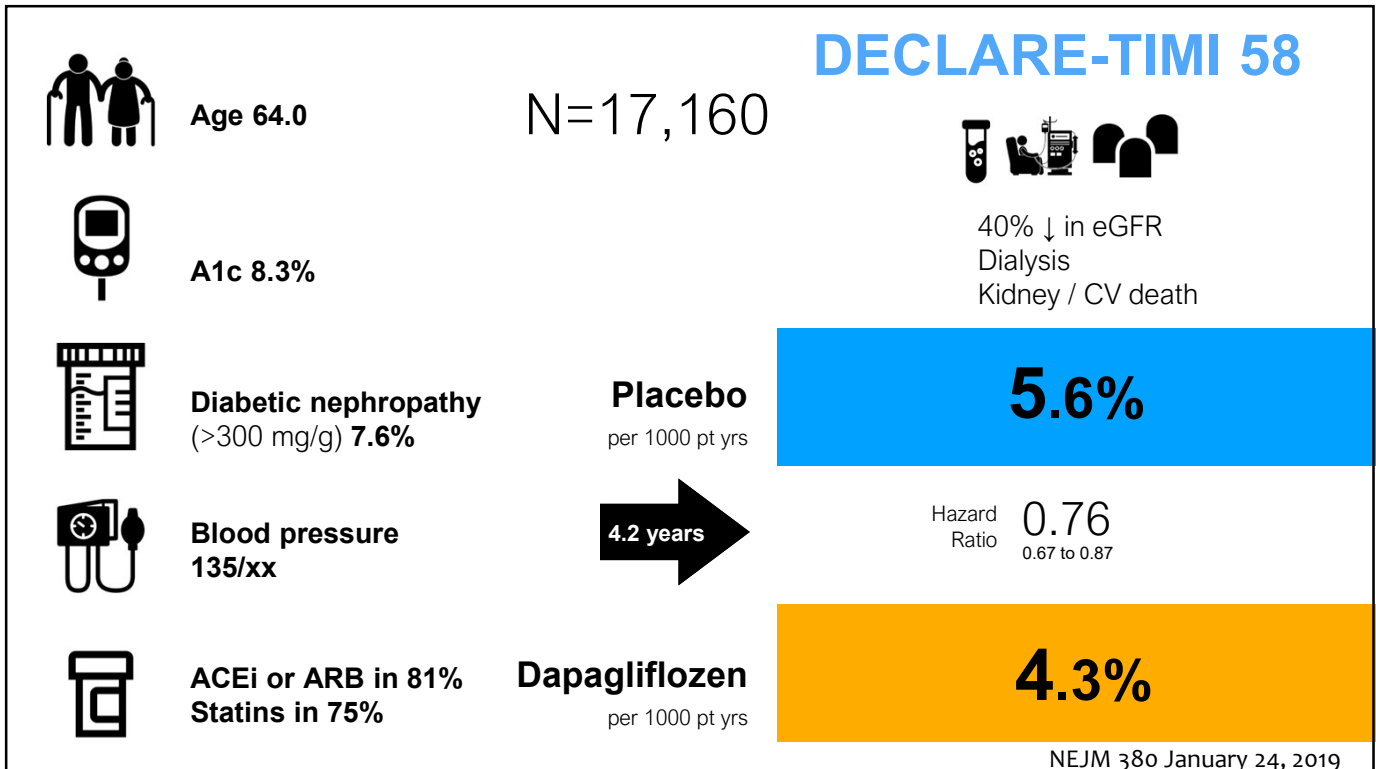 DECLARE-TIMI 58
Age 64.0
N=17,160
40% ↓ in eGFR
Dialysis
Kidney / CV death
A1c 8.3%
Diabetic nephropathy
(>300 mg/g) 7.6%
Placebo
per 1000 pt yrs
5.6%
Blood pressure
135/xx
4.2 years
Hazard
Ratio
0.76
0.67 to 0.87
ACEi or ARB in 81%
Statins in 75%
Dapagliflozen
per 1000 pt yrs
4.3%
NEJM 380 January 24, 2019